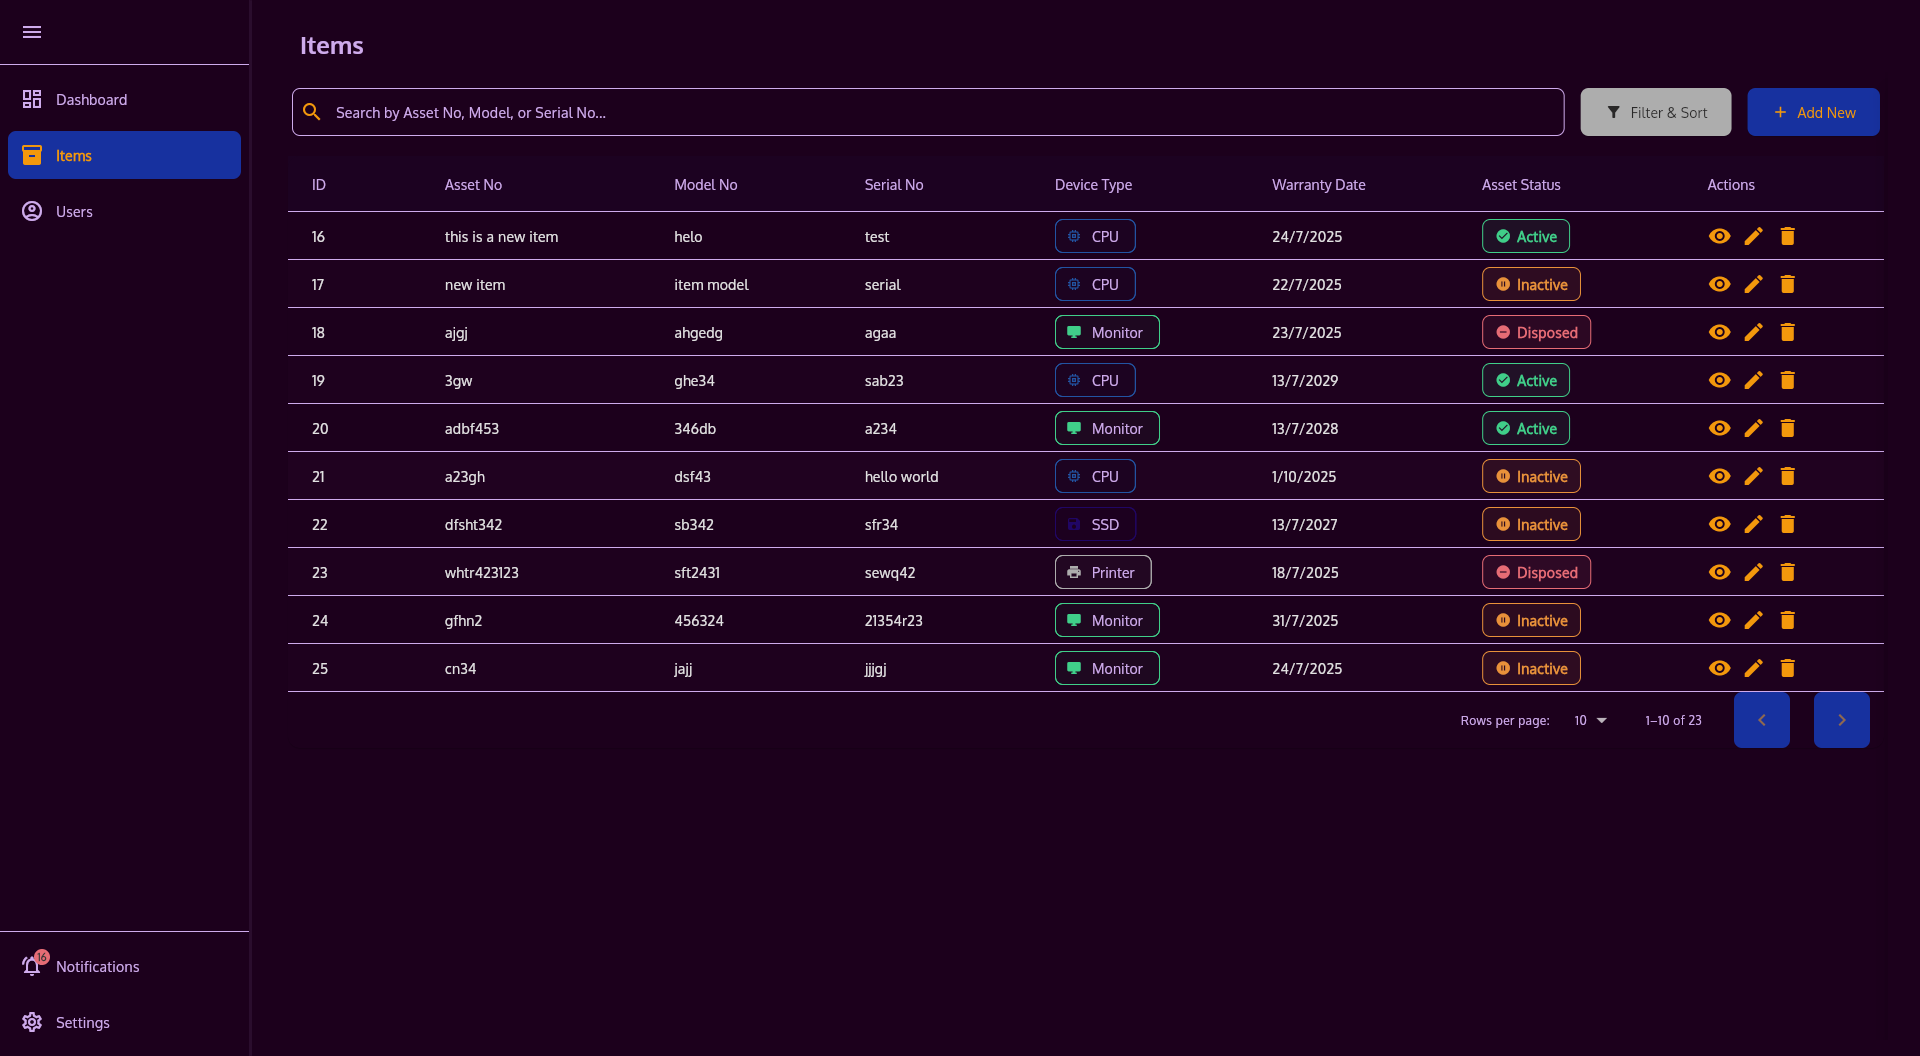 Items
Dashboard
Items
Users
Notifications
16
Settings
Search by Asset No, Model, or Serial No...
Filter & Sort
Add New
ID Asset No Model No Serial No Device Type Warranty Date Asset Status Actions
16 this is a new item helo test CPU 24/7/2025 Active
17 new item item model serial CPU 22/7/2025 Inactive
18 ajgj ahgedg agaa Monitor 23/7/2025 Disposed
19 3gw ghe34 sab23 CPU 13/7/2029 Active
20 adbf453 346db a234 Monitor 13/7/2028 Active
21 a23gh dsf43 hello world CPU 1/10/2025 Inactive
22 dfsht342 sb342 sfr34 SSD 13/7/2027 Inactive
23 whtr423123 sft2431 sewq42 Printer 18/7/2025 Disposed
24 gfhn2 456324 21354r23 Monitor 31/7/2025 Inactive
25 cn34 jajj jjjgj Monitor 24/7/2025 Inactive
Rows per page: 10 1–10 of 23